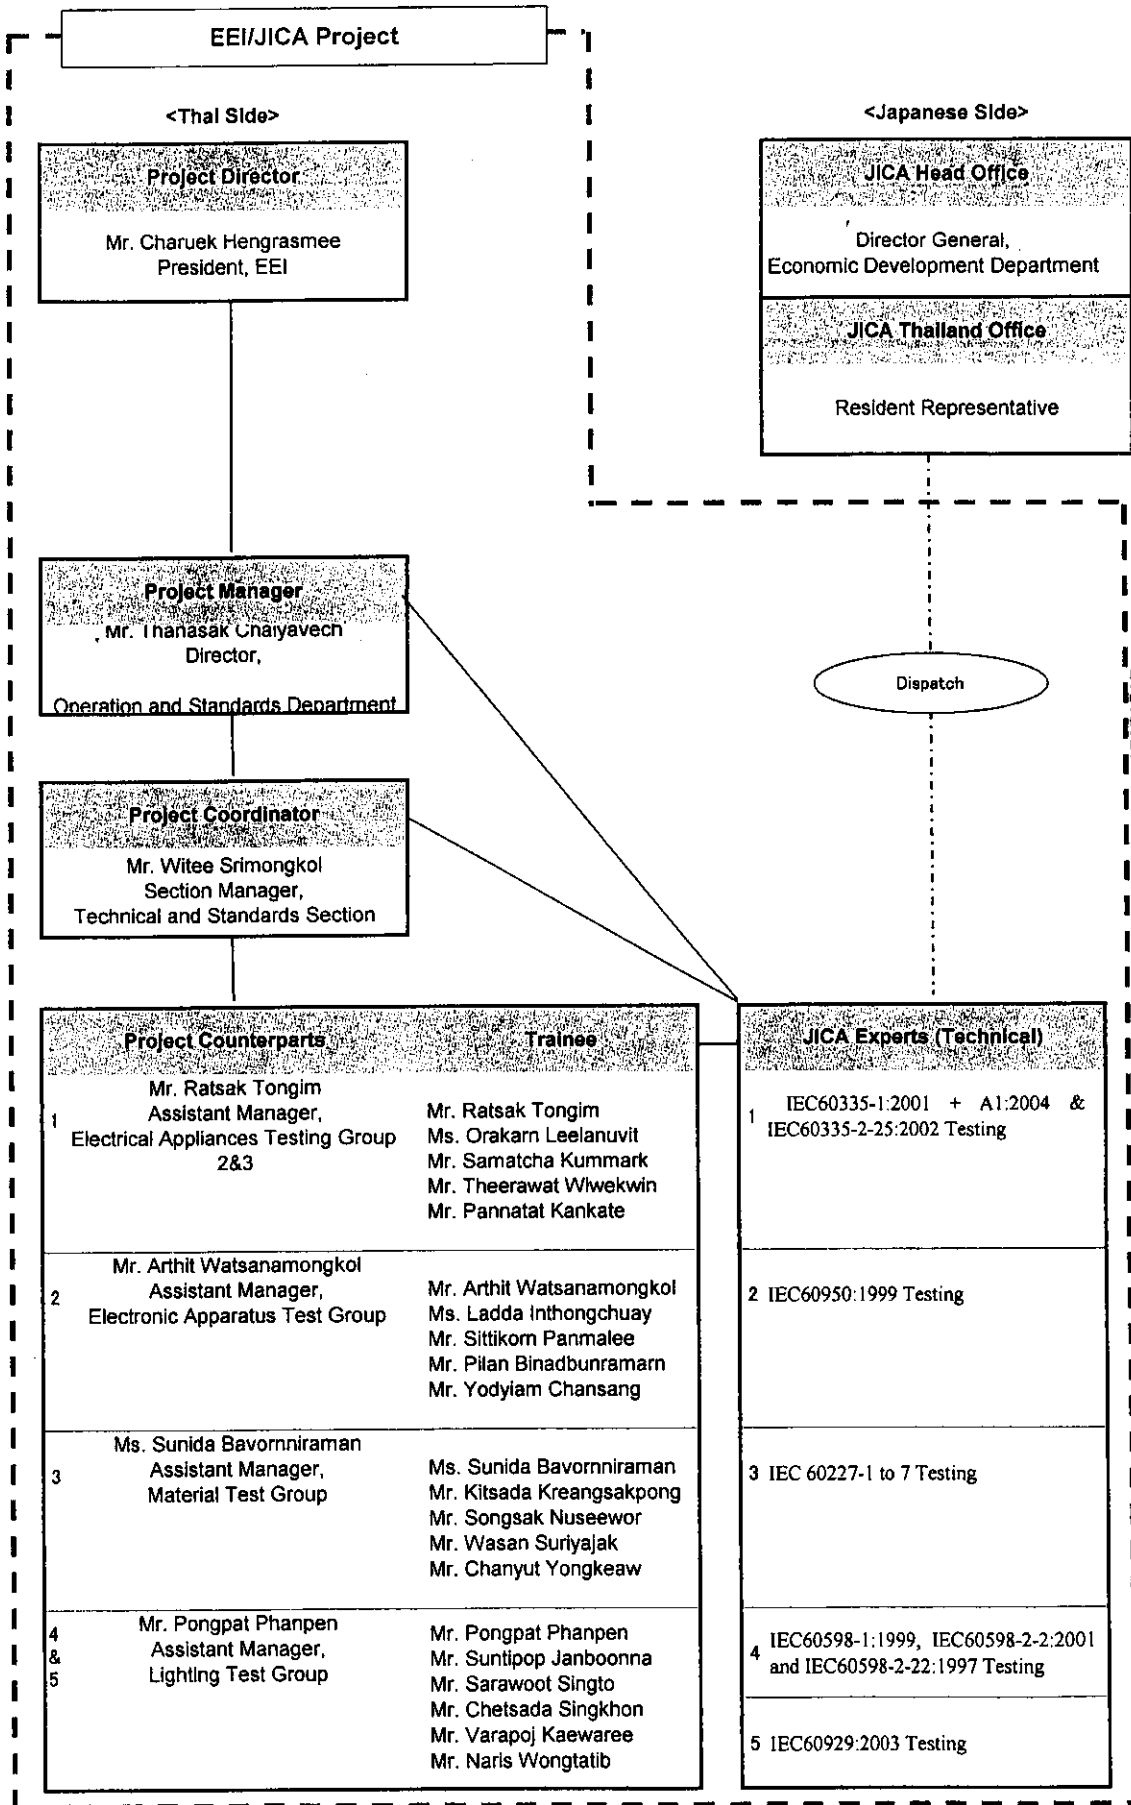 EEI/JICA Project
<Thai Side>
Project Director
Mr. Charuek Hengrasmee
President, EEI
<Japanese Side>
JICA Head Office
Director General,
Economic Development Department
JICA Thailand Office
Resident Representative
Project Manager
Mr. Thanasak Chaiyavech
Director,
Operation and Standards Department
Dispatch
Project Coordinator
Mr. Witee Srimongkol
Section Manager,
Technical and Standards Section
Project Counterparts Trainee
1
Mr. Ratsak Tongim
Assistant Manager,
Electrical Appliances Testing Group
2&3
Mr. Ratsak Tongim
Ms. Orakarn Leelanuvit
Mr. Samatcha Kummark
Mr. Theerawat Wiwekwin
Mr. Pannatat Kankate
2
Mr. Arthit Watsanamongkol
Assistant Manager,
Electronic Apparatus Test Group
Mr. Arthit Watsanamongkol
Ms. Ladda Inthongchuay
Mr. Sittikom Panmalee
Mr. Pilan Binadbunramarn
Mr. Yodyiam Chansang
3
Ms. Sunida Bavornniraman
Assistant Manager,
Material Test Group
Ms. Sunida Bavornniraman
Mr. Kitsada Kreangsakpong
Mr. Songsak Nuseewor
Mr. Wasan Suriyajak
Mr. Chanyut Yongkeaw
4
&
5
Mr. Pongpat Phanpen
Assistant Manager,
Lighting Test Group
Mr. Pongpat Phanpen
Mr. Suntipop Janboonna
Mr. Sarawoot Singto
Mr. Chetsada Singkhon
Mr. Varapoj Kaewaree
Mr. Naris Wongtatib
JICA Experts (Technical)
1 IEC60335-1:2001 + A1:2004 &
IEC60335-2-25:2002 Testing
2 IEC60950:1999 Testing
3 IEC 60227-1 to 7 Testing
4 IEC60598-1:1999, IEC60598-2-2:2001
and IEC60598-2-22:1997 Testing
5 IEC60929:2003 Testing